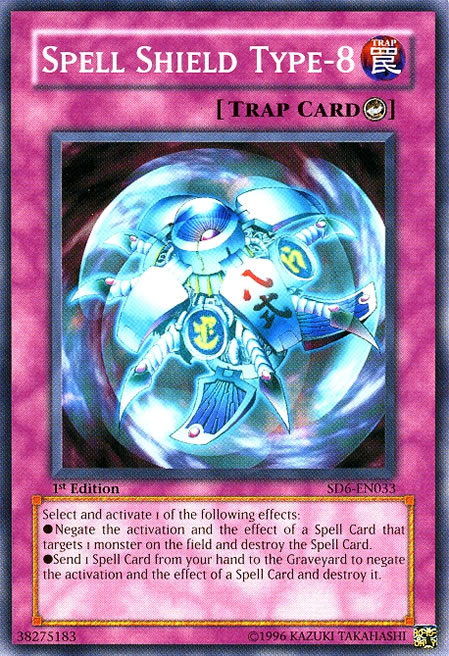 SPELL SHIELD TYPE-8
TRAP
罠
[TRAP CARD]
八式
1st Edition
SD6-EN033
Select and activate 1 of the following effects:
●Negate the activation and the effect of a Spell Card that
targets 1 monster on the field and destroy the Spell Card.
●Send 1 Spell Card from your hand to the Graveyard to negate
the activation and the effect of a Spell Card and destroy it.
38275183
©1996 KAZUKI TAKAHASHI